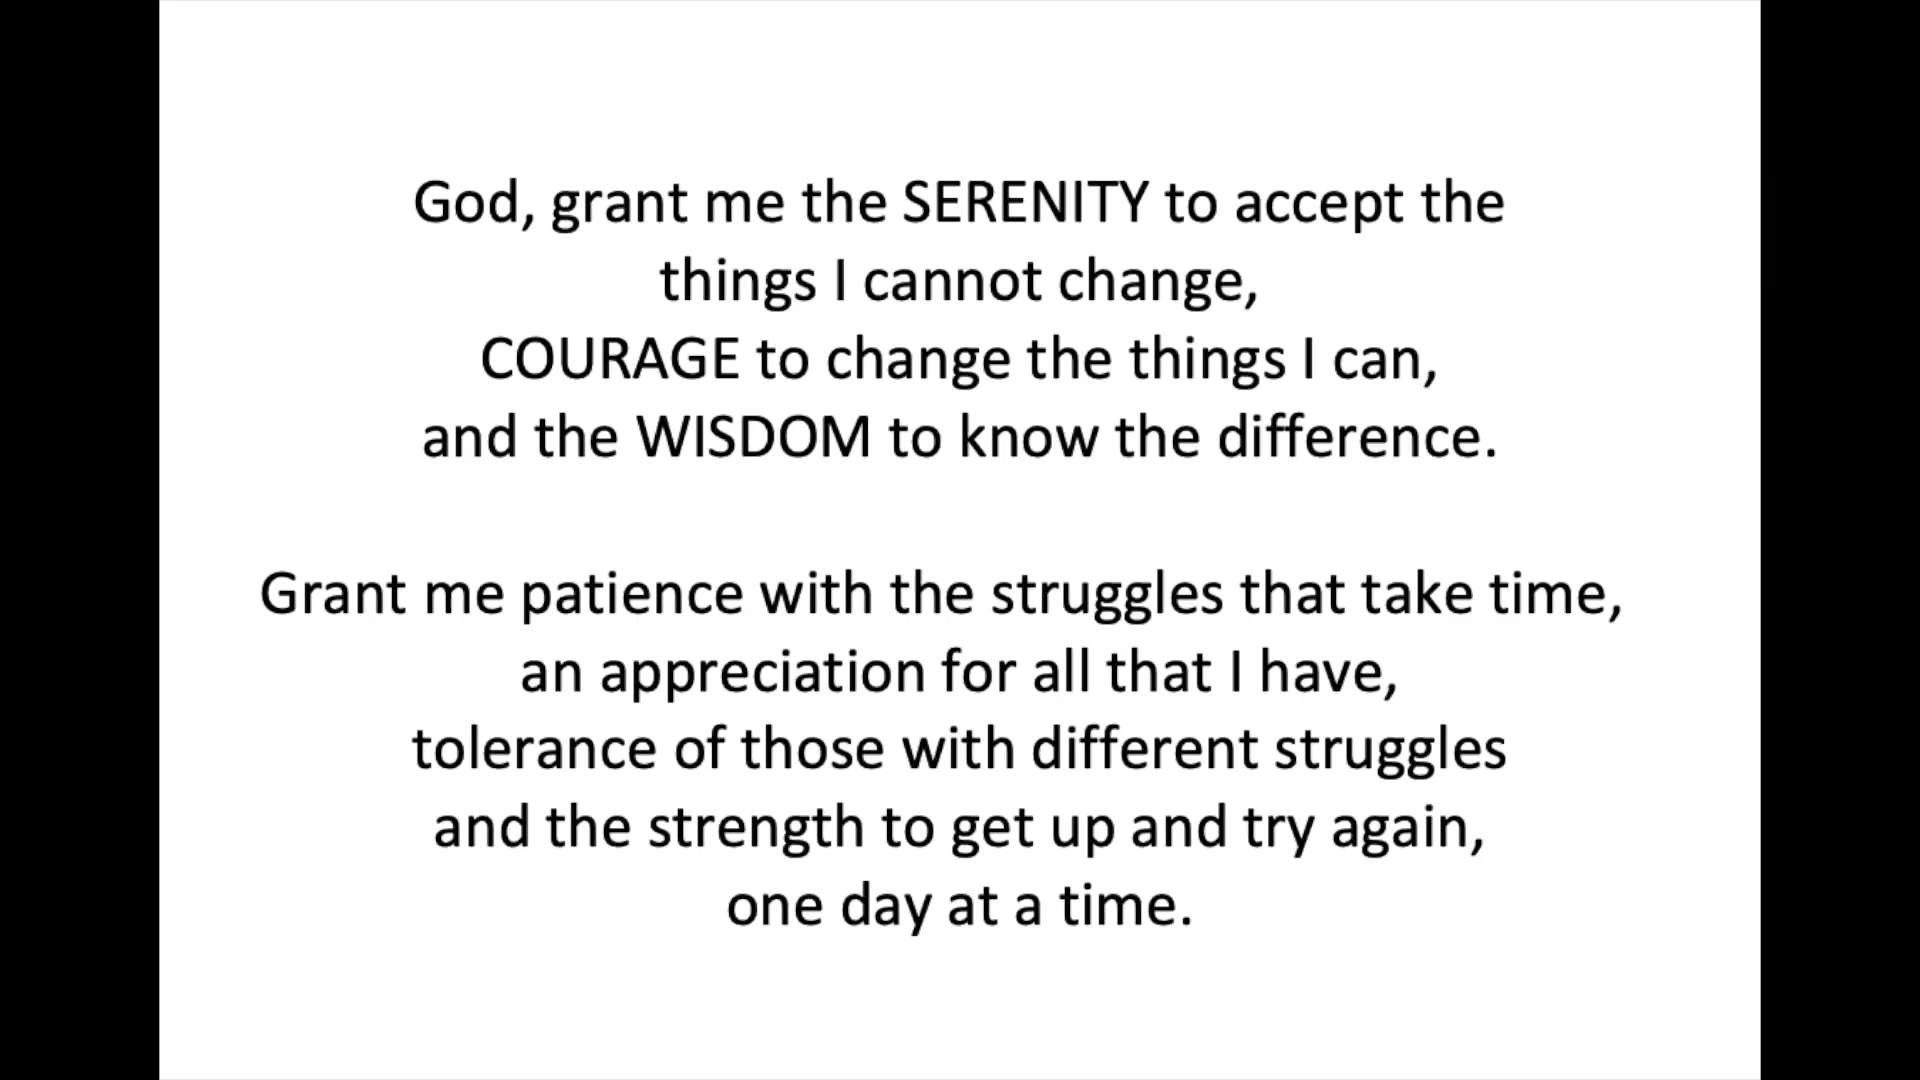 God, grant me the SERENITY to accept the
things I cannot change,
COURAGE to change the things I can,
and the WISDOM to know the difference.
Grant me patience with the struggles that take time,
an appreciation for all that I have,
tolerance of those with different struggles
and the strength to get up and try again,
one day at a time.